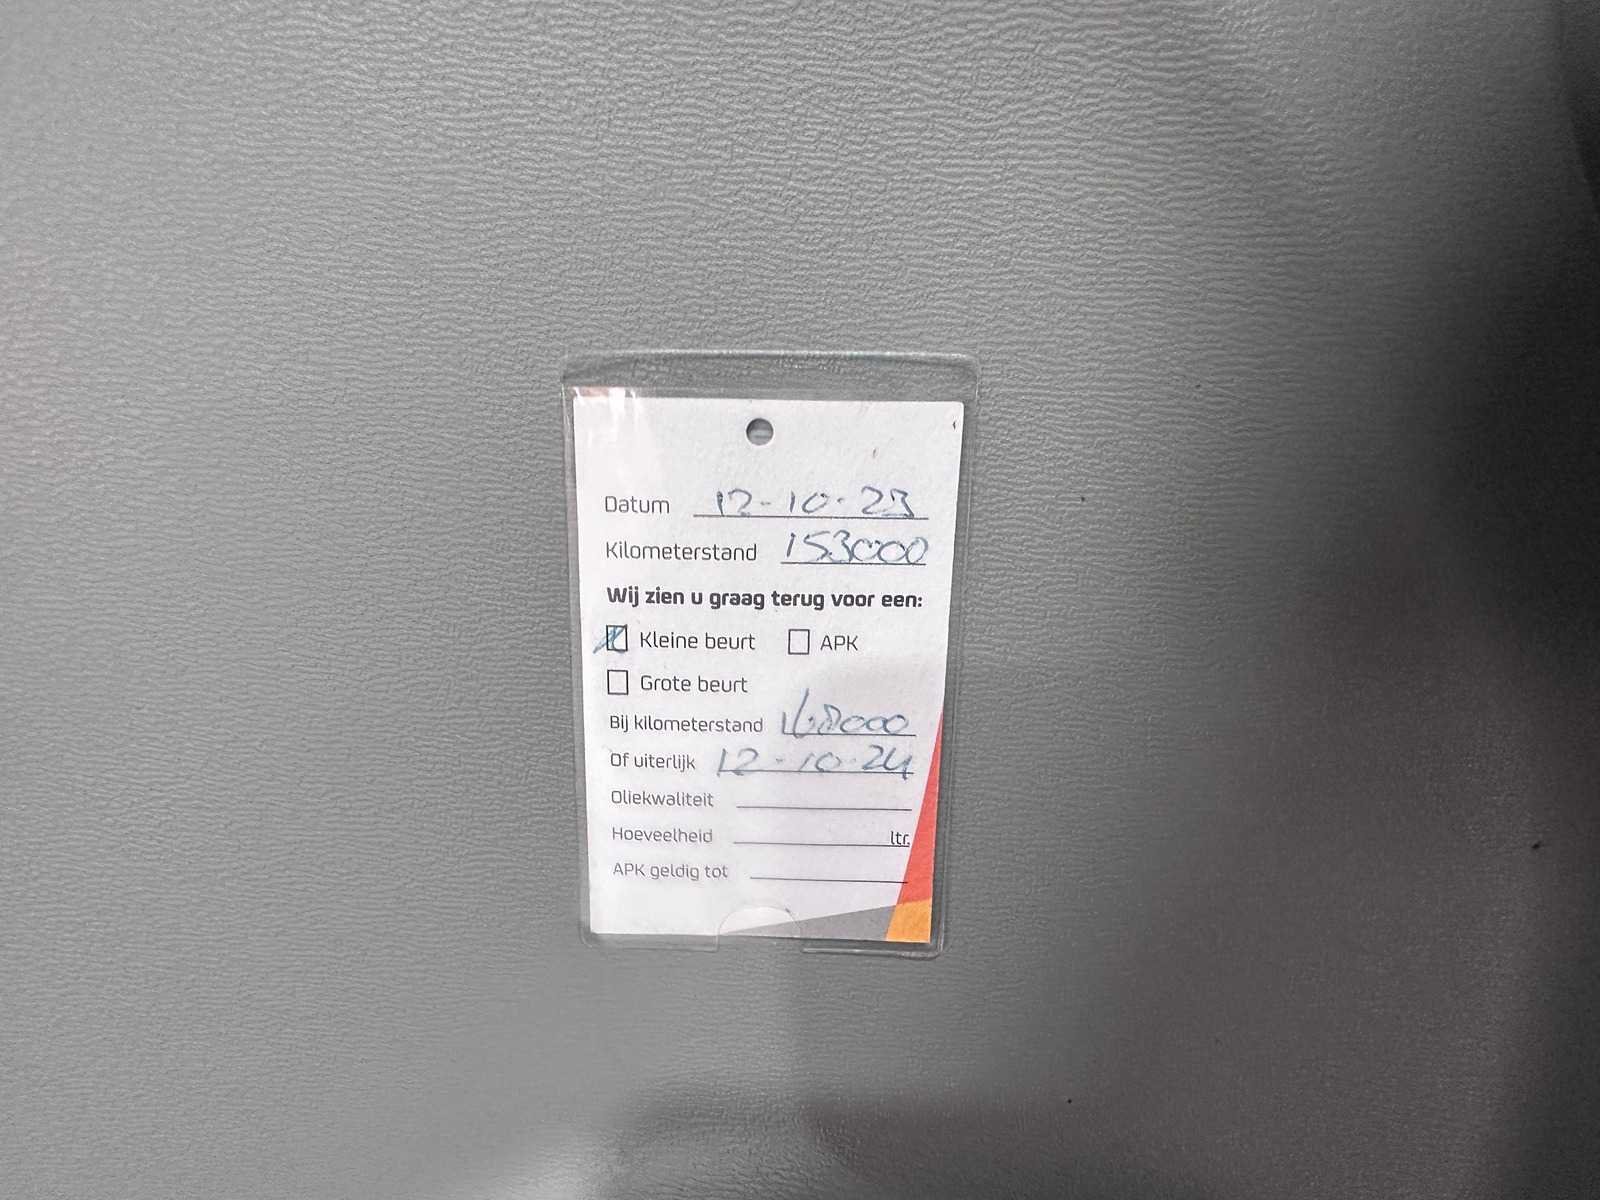 Datum 12-10-23
Kilometerstand 153000
Wij zien u graag terug voor een:
Kleine beurt APK
Grote beurt
Bij kilometerstand 168000
Of uiterlijk 12-10-24
Oliekwaliteit
Hoeveelheid ltr.
APK geldig tot